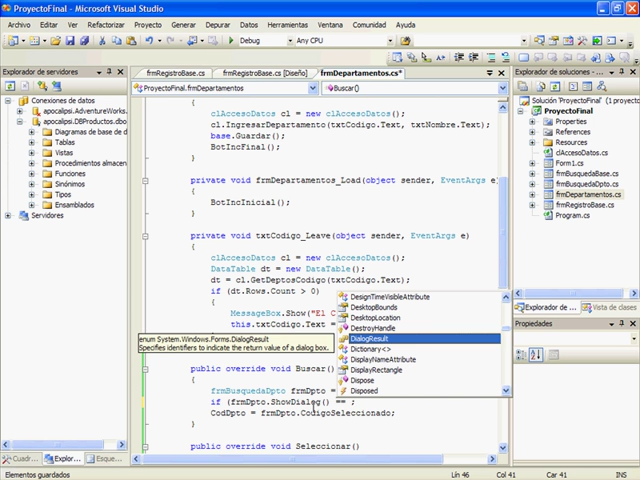 ProyectoFinal - Microsoft Visual Studio
Archivo Editar Ver Refactorizar Proyecto Generar Depurar Datos Herramientas Ventana Comunidad Ayuda
Debug Any CPU
Explorador de servidores
Conexiones de datos
apocalipsi.AdventureWorks.
apocalipsi.DBProductos.dbo
Diagramas de base de d
Tablas
Vistas
Procedimientos almacen
Funciones
Sinónimos
Tipos
Ensamblados
Servidores
Cuadr... Explor... Esque...
frmRegistroBase.cs frmRegistroBase.cs [Diseño] frmDepartamentos.cs*
ProyectoFinal.frmDepartamentos Buscar()
{
clAccesoDatos cl = new clAccesoDatos();
cl.IngresarDepartamento(txtCodigo.Text, txtNombre.Text);
base.Guardar();
BotIncFinal();
}
private void frmDepartamentos_Load(object sender, EventArgs e)
{
BotIncInicial();
}
private void txtCodigo_Leave(object sender, EventArgs e)
{
clAccesoDatos cl = new clAccesoDatos();
DataTable dt = new DataTable();
dt = cl.GetDeptosCodigo(txtCodigo.Text);
if (dt.Rows.Count > 0)
{
MessageBox.Show("El C
this.txtCodigo.Text =
enum System.Windows.Forms.DialogResult
Specifies identifiers to indicate the return value of a dialog box.
DesignTimeVisibleAttribute
DesktopBounds
DesktopLocation
DestroyHandle
DialogResult
Dictionary<>
DisplayNameAttribute
DisplayRectangle
Dispose
Disposed
public override void Buscar()
{
frmBusquedaDpto frmDpto =
if (frmDpto.ShowDialog() == ;
CodDpto = frmDpto.CodigoSeleccionado;
}
public override void Seleccionar()
Explorador de soluciones - ...
Solución 'ProyectoFinal' (1 proyecto
ProyectoFinal
Properties
References
Resources
clAccesoDatos.cs
Form1.cs
frmBusquedaBase.cs
frmBusquedaDpto.cs
frmDepartamentos.cs
frmRegistroBase.cs
Program.cs
Explorador de... Vista de clases
Propiedades
Elementos guardados Lín 46 Col 41 Car 41 INS